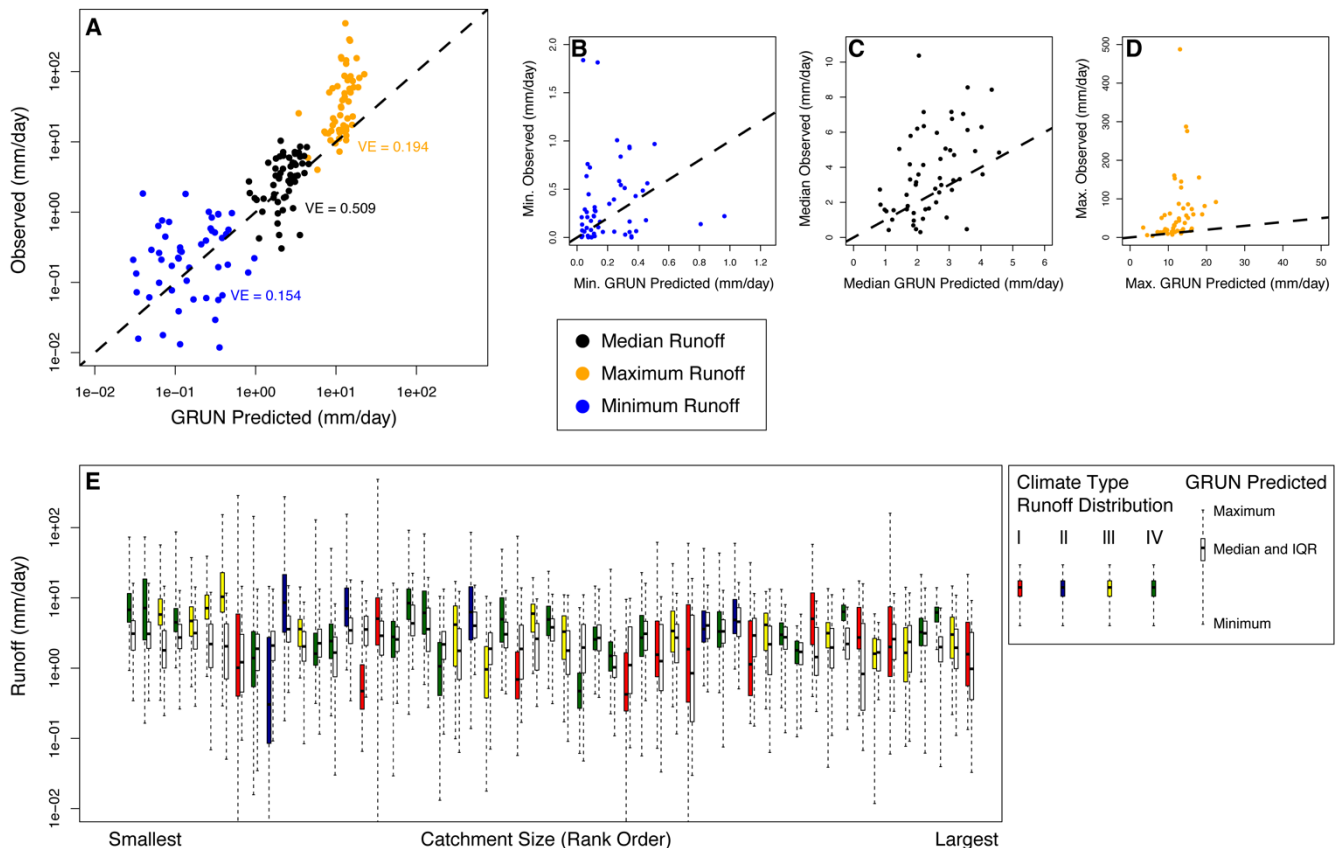 A
Observed (mm/day)
1e+02
1e+01
1e+00
1e−01
1e−02
VE = 0.194
VE = 0.509
VE = 0.154
1e−02 1e−01 1e+00 1e+01 1e+02
GRUN Predicted (mm/day)
B
Min. Observed (mm/day)
2.0
1.5
1.0
0.5
0.0
0.0 0.2 0.4 0.6 0.8 1.0 1.2
Min. GRUN Predicted (mm/day)
C
Median Observed (mm/day)
10
8
6
4
2
0
0 1 2 3 4 5 6
Median GRUN Predicted (mm/day)
D
Max. Observed (mm/day)
500
400
300
200
100
0
0 10 20 30 40 50
Max. GRUN Predicted (mm/day)
Median Runoff
Maximum Runoff
Minimum Runoff
E
Runoff (mm/day)
1e+02
1e+01
1e+00
1e−01
1e−02
Smallest Catchment Size (Rank Order) Largest
Climate Type
Runoff Distribution
I II III IV
GRUN Predicted
Maximum
Median and IQR
Minimum